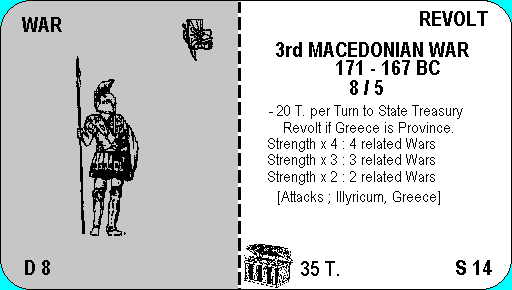 WAR
REVOLT
3rd MACEDONIAN WAR
171 - 167 BC
8 / 5
- 20 T. per Turn to State Treasury
Revolt if Greece is Province.
Strength x 4 : 4 related Wars
Strength x 3 : 3 related Wars
Strength x 2 : 2 related Wars
[Attacks ; Illyricum, Greece]
D 8
35 T.
S 14